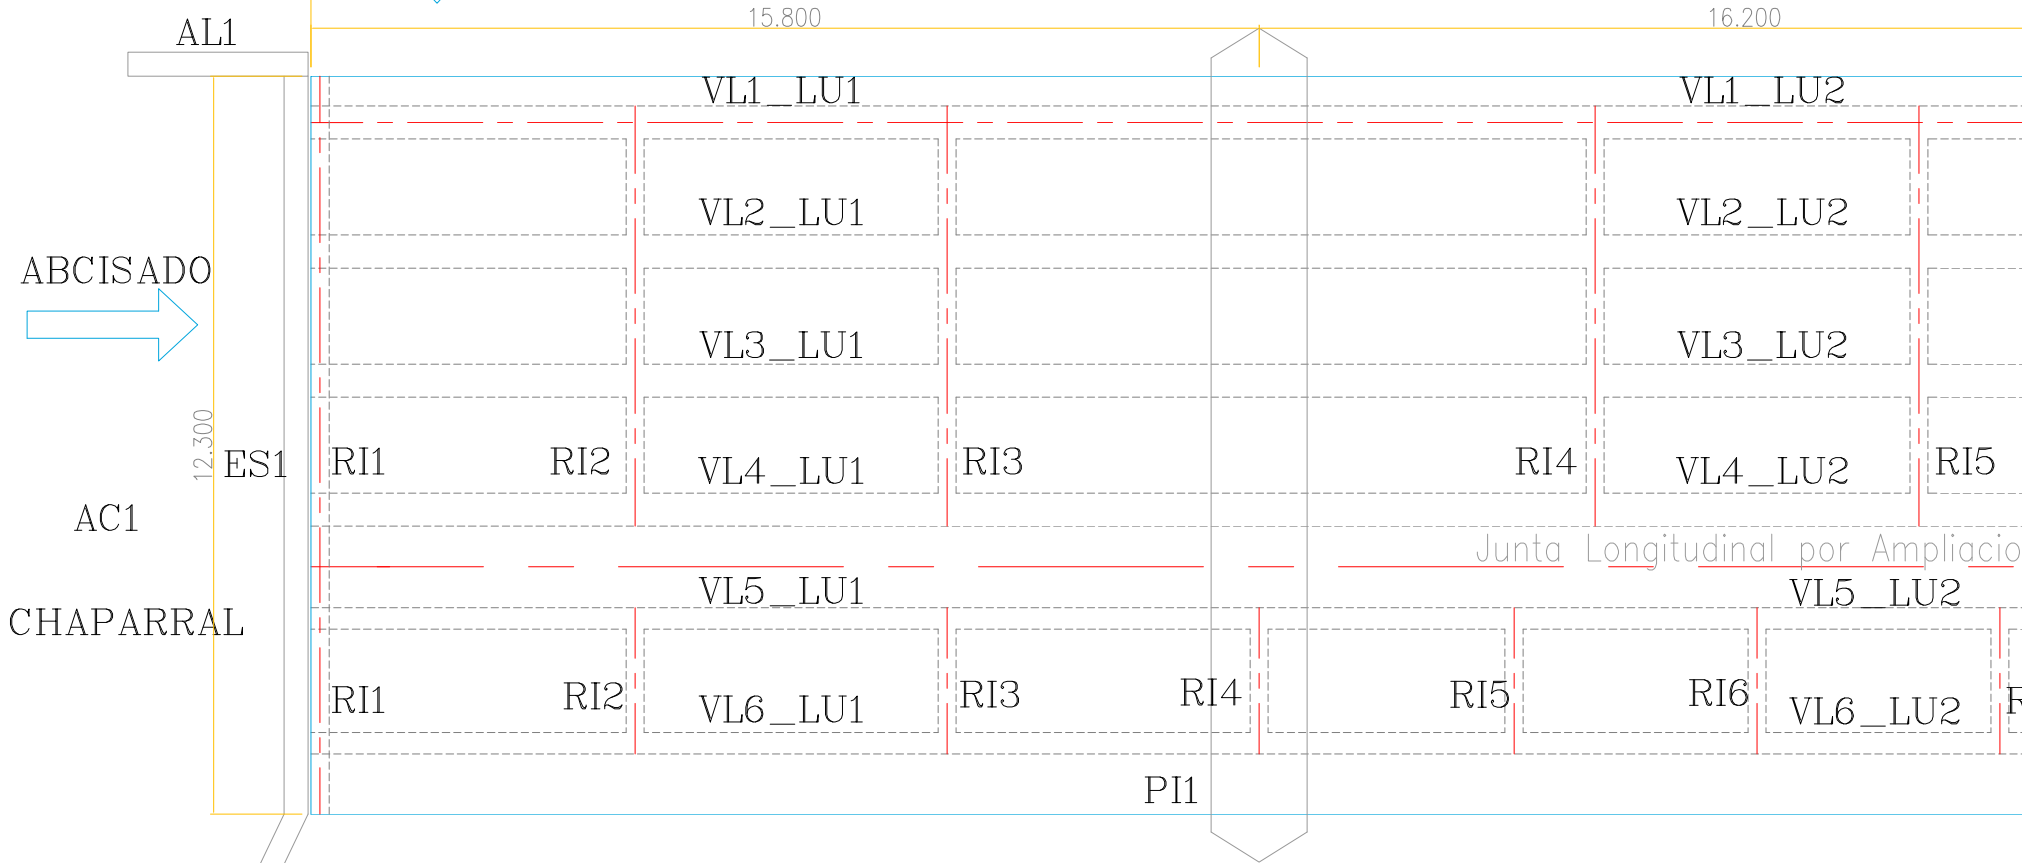 15.800
16.200
AL1
VL1_LU1
VL1_LU2
VL2_LU1
VL2_LU2
ABCISADO
VL3_LU1
VL3_LU2
12.300
ES1
RI1
RI2
VL4_LU1
RI3
RI4
VL4_LU2
RI5
AC1
Junta Longitudinal por Ampliacio
VL5_LU1
VL5_LU2
CHAPARRAL
RI1
RI2
VL6_LU1
RI3
RI4
RI5
RI6
VL6_LU2
PI1